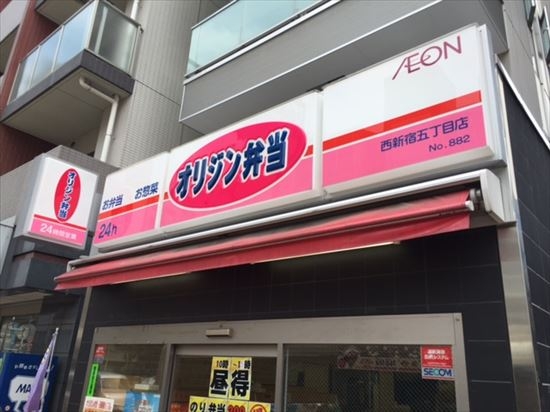 ÆON
オリジン弁当
お弁当 お惣菜
24h
西新宿五丁目店
No.882
オリジン弁当
24時間営業
10時~1時
昼得
のり弁当
SECOM